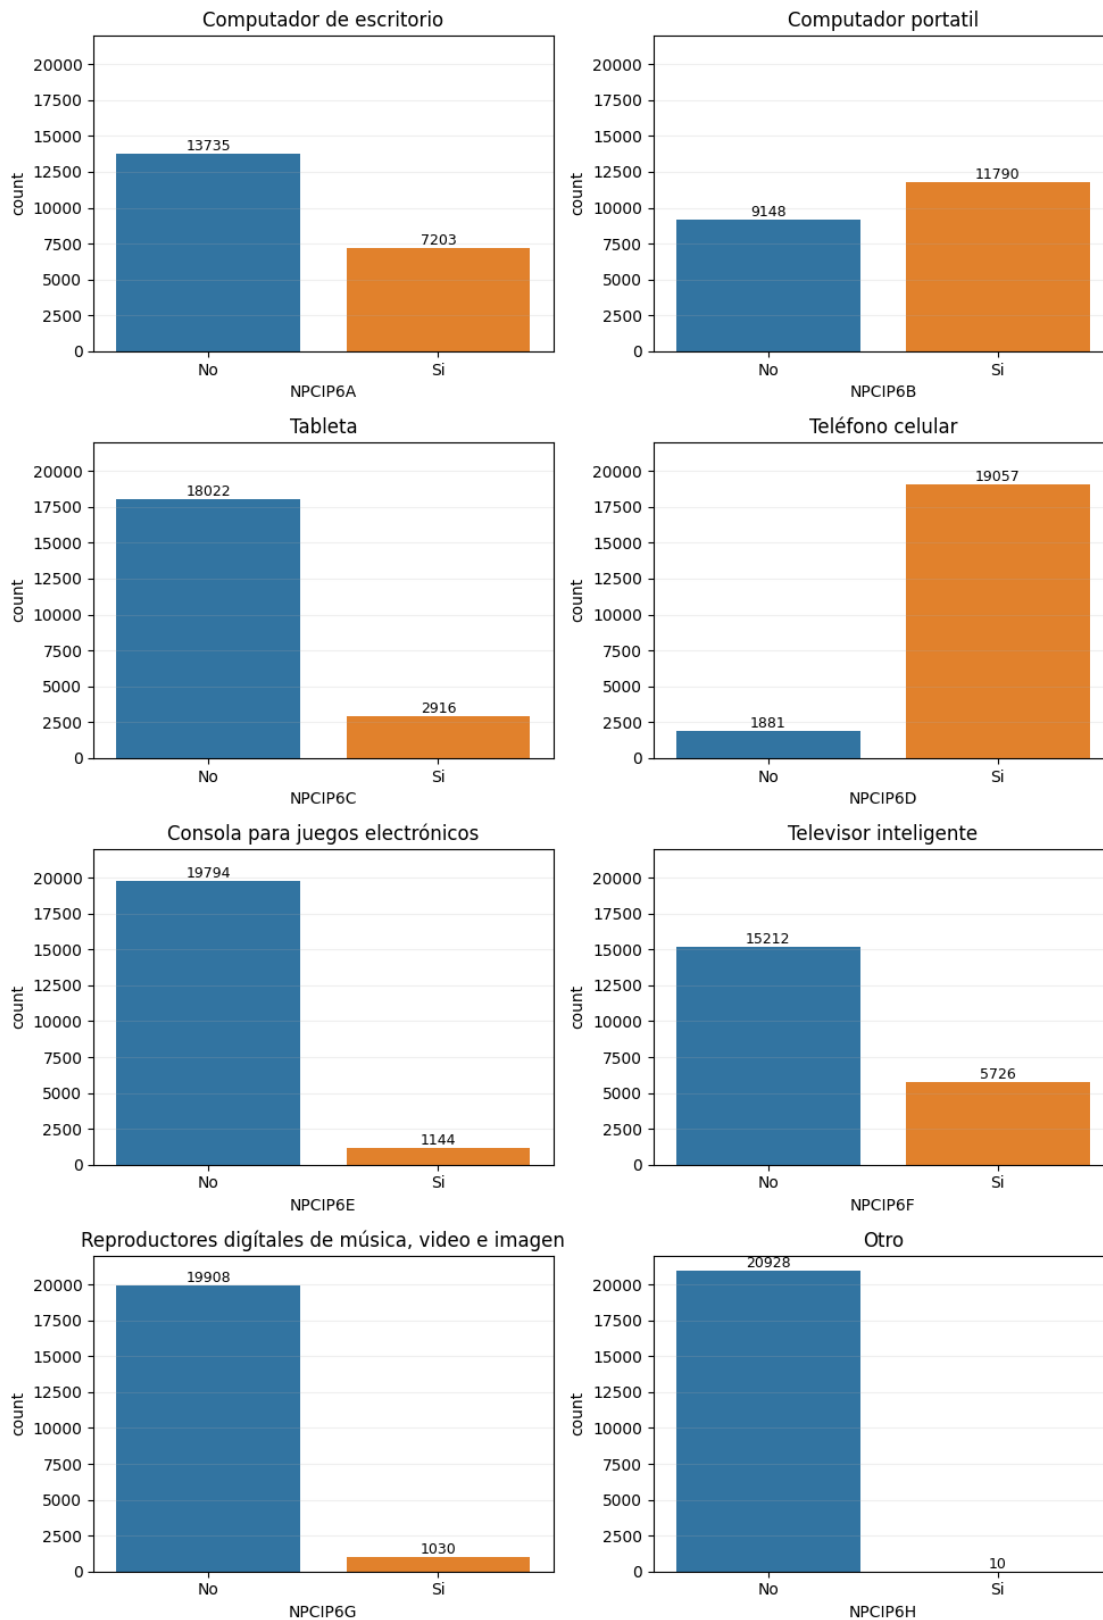 Computador de escritorio
20000
17500
15000
12500
10000
7500
5000
2500
0
count
13735
7203
No Si
NPCIP6A
Computador portatil
20000
17500
15000
12500
10000
7500
5000
2500
0
count
9148
11790
No Si
NPCIP6B
Tableta
20000
17500
15000
12500
10000
7500
5000
2500
0
count
18022
2916
No Si
NPCIP6C
Teléfono celular
20000
17500
15000
12500
10000
7500
5000
2500
0
count
1881
19057
No Si
NPCIP6D
Consola para juegos electrónicos
20000
17500
15000
12500
10000
7500
5000
2500
0
count
19794
1144
No Si
NPCIP6E
Televisor inteligente
20000
17500
15000
12500
10000
7500
5000
2500
0
count
15212
5726
No Si
NPCIP6F
Reproductores digítales de música, video e imagen
20000
17500
15000
12500
10000
7500
5000
2500
0
count
19908
1030
No Si
NPCIP6G
Otro
20000
17500
15000
12500
10000
7500
5000
2500
0
count
20928
10
No Si
NPCIP6H